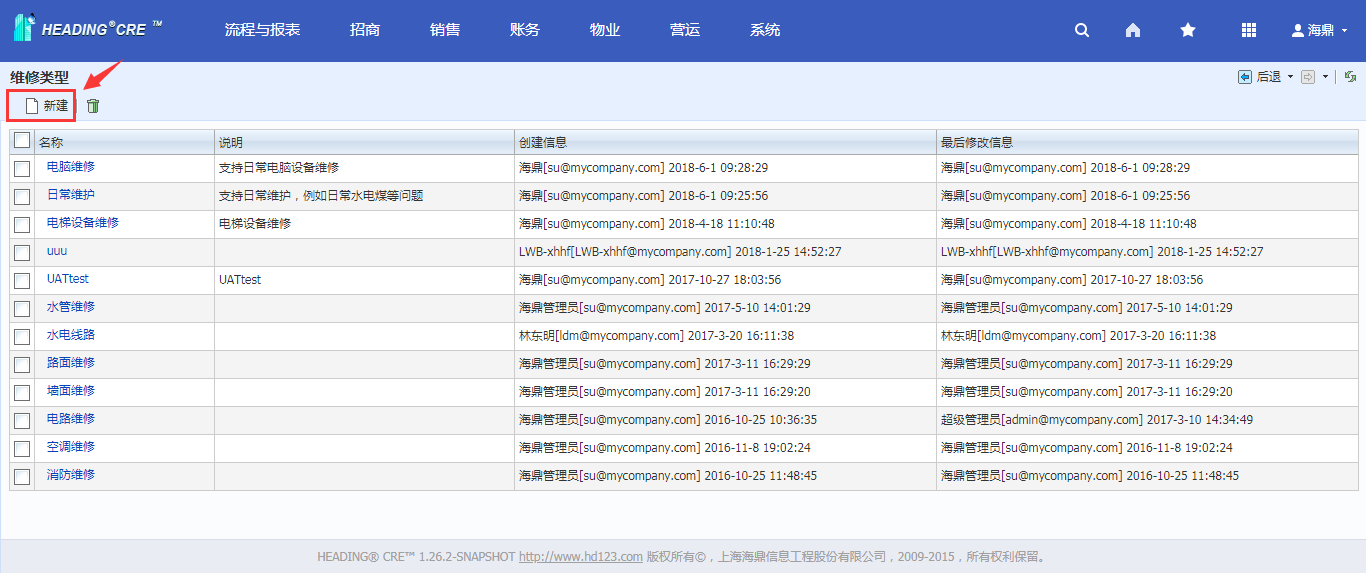 HEADING®CRE ™ 流程与报表 招商 销售 账务 物业 营运 系统 海鼎
维修类型 后退
新建
名称 说明 创建信息 最后修改信息
电脑维修 支持日常电脑设备维修 海鼎[su@mycompany.com] 2018-6-1 09:28:29 海鼎[su@mycompany.com] 2018-6-1 09:28:29
日常维护 支持日常维护，例如日常水电煤等问题 海鼎[su@mycompany.com] 2018-6-1 09:25:56 海鼎[su@mycompany.com] 2018-6-1 09:25:56
电梯设备维修 电梯设备维修 海鼎[su@mycompany.com] 2018-4-18 11:10:48 海鼎[su@mycompany.com] 2018-4-18 11:10:48
uuu LWB-xhhf[LWB-xhhf@mycompany.com] 2018-1-25 14:52:27 LWB-xhhf[LWB-xhhf@mycompany.com] 2018-1-25 14:52:27
UATtest UATtest 海鼎[su@mycompany.com] 2017-10-27 18:03:56 海鼎[su@mycompany.com] 2017-10-27 18:03:56
水管维修 海鼎管理员[su@mycompany.com] 2017-5-10 14:01:29 海鼎管理员[su@mycompany.com] 2017-5-10 14:01:29
水电线路 林东明[ldm@mycompany.com] 2017-3-20 16:11:38 林东明[ldm@mycompany.com] 2017-3-20 16:11:38
路面维修 海鼎管理员[su@mycompany.com] 2017-3-11 16:29:29 海鼎管理员[su@mycompany.com] 2017-3-11 16:29:29
墙面维修 海鼎管理员[su@mycompany.com] 2017-3-11 16:29:20 海鼎管理员[su@mycompany.com] 2017-3-11 16:29:20
电路维修 海鼎管理员[su@mycompany.com] 2016-10-25 10:36:35 超级管理员[admin@mycompany.com] 2017-3-10 14:34:49
空调维修 海鼎管理员[su@mycompany.com] 2016-11-8 19:02:24 海鼎管理员[su@mycompany.com] 2016-11-8 19:02:24
消防维修 海鼎管理员[su@mycompany.com] 2016-10-25 11:48:45 海鼎管理员[su@mycompany.com] 2016-10-25 11:48:45
HEADING® CRE™ 1.26.2-SNAPSHOT http://www.hd123.com 版权所有©，上海海鼎信息工程股份有限公司，2009-2015，所有权利保留。